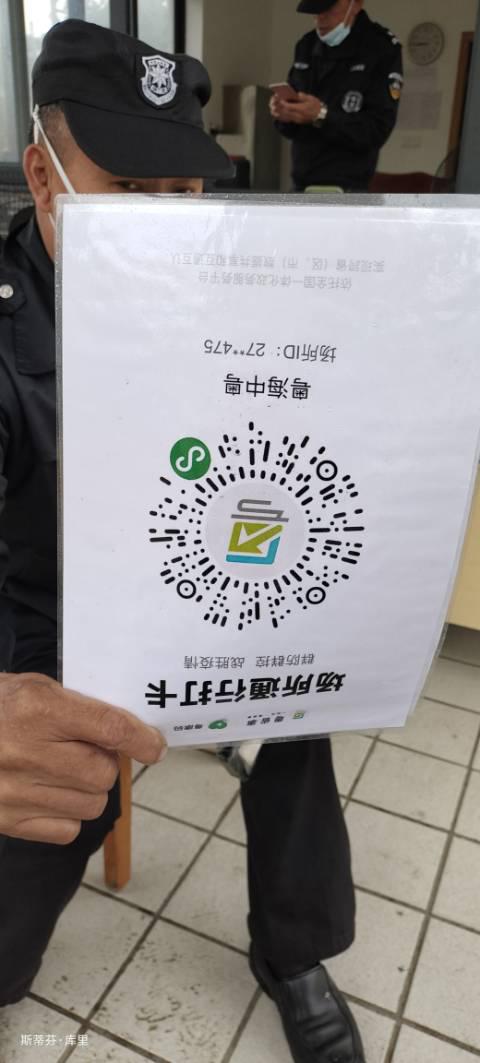 粤康码 粤省事
场所通行打卡
群防群控 战胜疫情
粤海中粤
场所ID: 27**475
依托全国一体化政务服务平台
实现跨省（区、市）数据共享和互通互认
斯蒂芬·库里